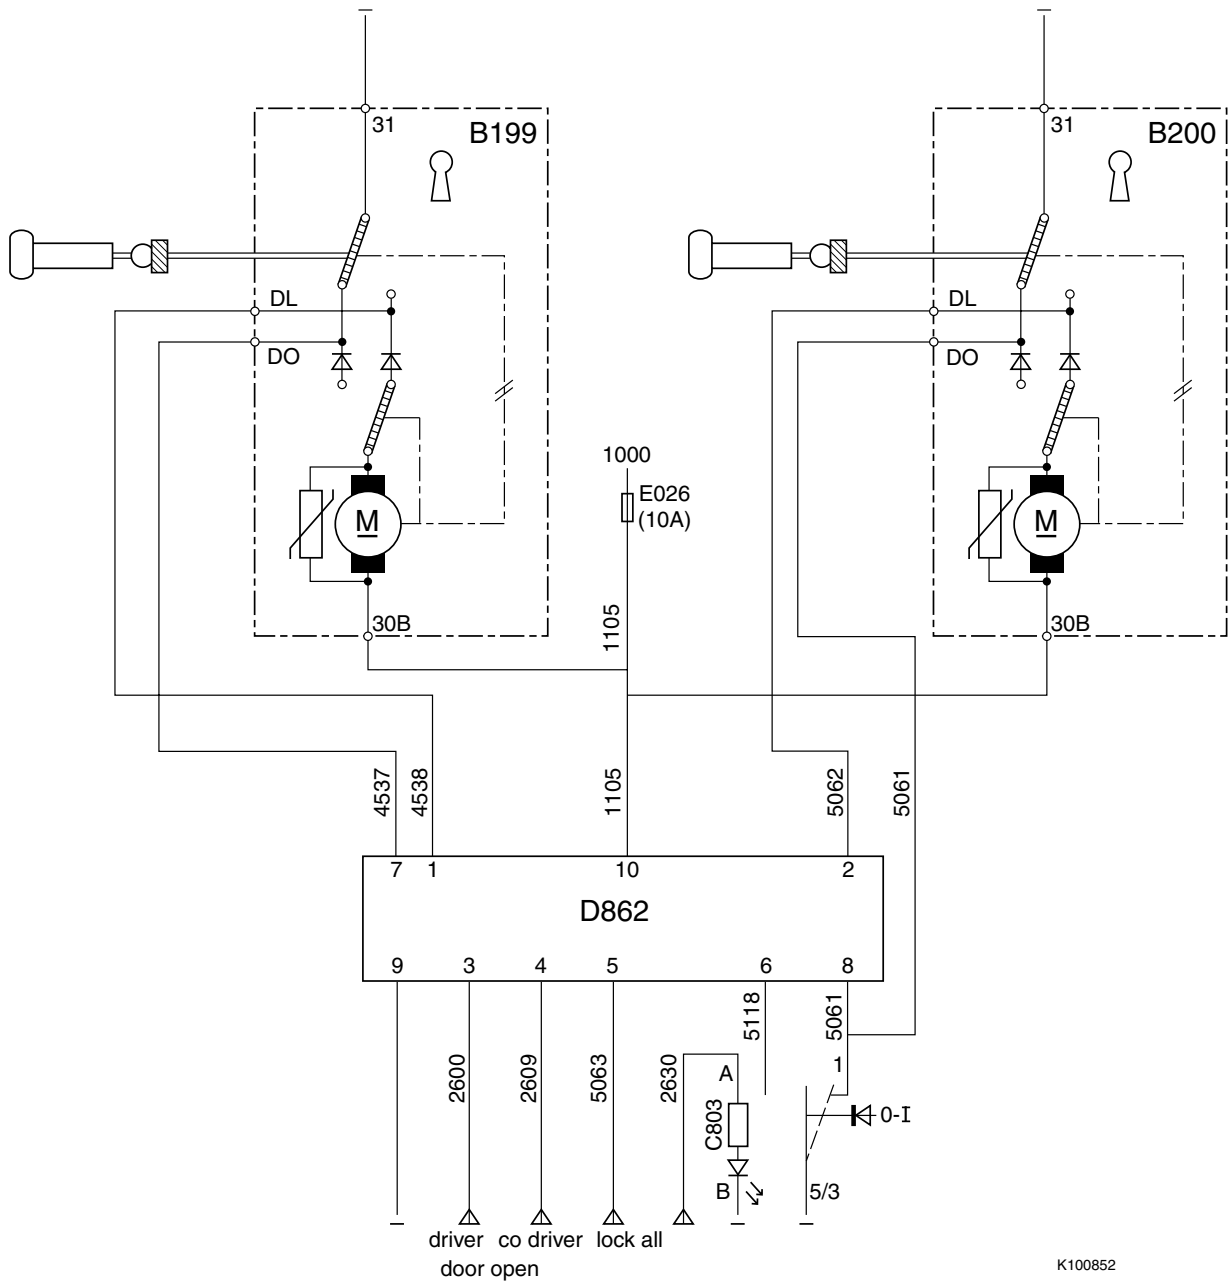 31
B199
31
B200
DL
DL
DO
DO
1000
E026
(10A)
M
M
30B
30B
1105
4537
4538
1105
5062
5061
7
1
10
2
D862
9
3
4
5
6
8
5118
5061
2600
2609
5063
2630
A
1
C803
0-I
B
5/3
driver
co driver
lock all
door open
K100852